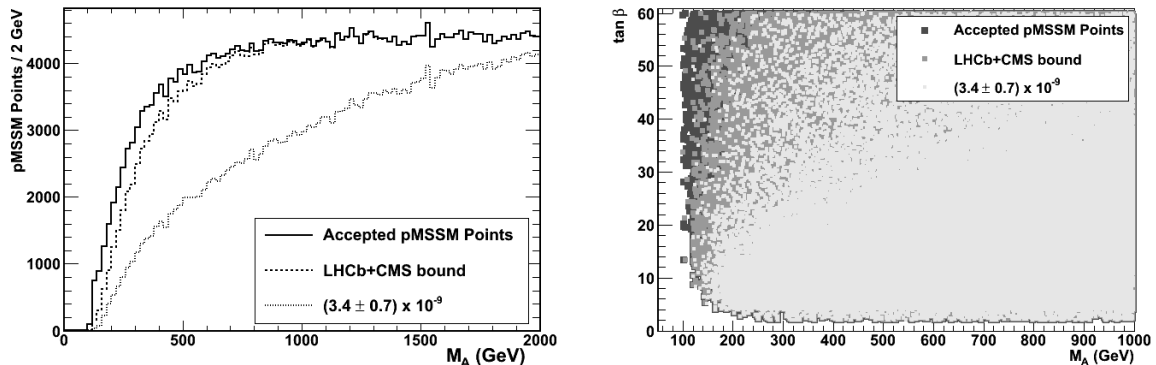 pMSSM Points / 2 GeV
4000
3000
2000
1000
0
0 500 1000 1500 2000
M_A (GeV)
Accepted pMSSM Points
LHCb+CMS bound
(3.4 ± 0.7) x 10⁻⁹
tan β
60
50
40
30
20
10
0
100 200 300 400 500 600 700 800 900 1000
M_A (GeV)
Accepted pMSSM Points
LHCb+CMS bound
(3.4 ± 0.7) x 10⁻⁹